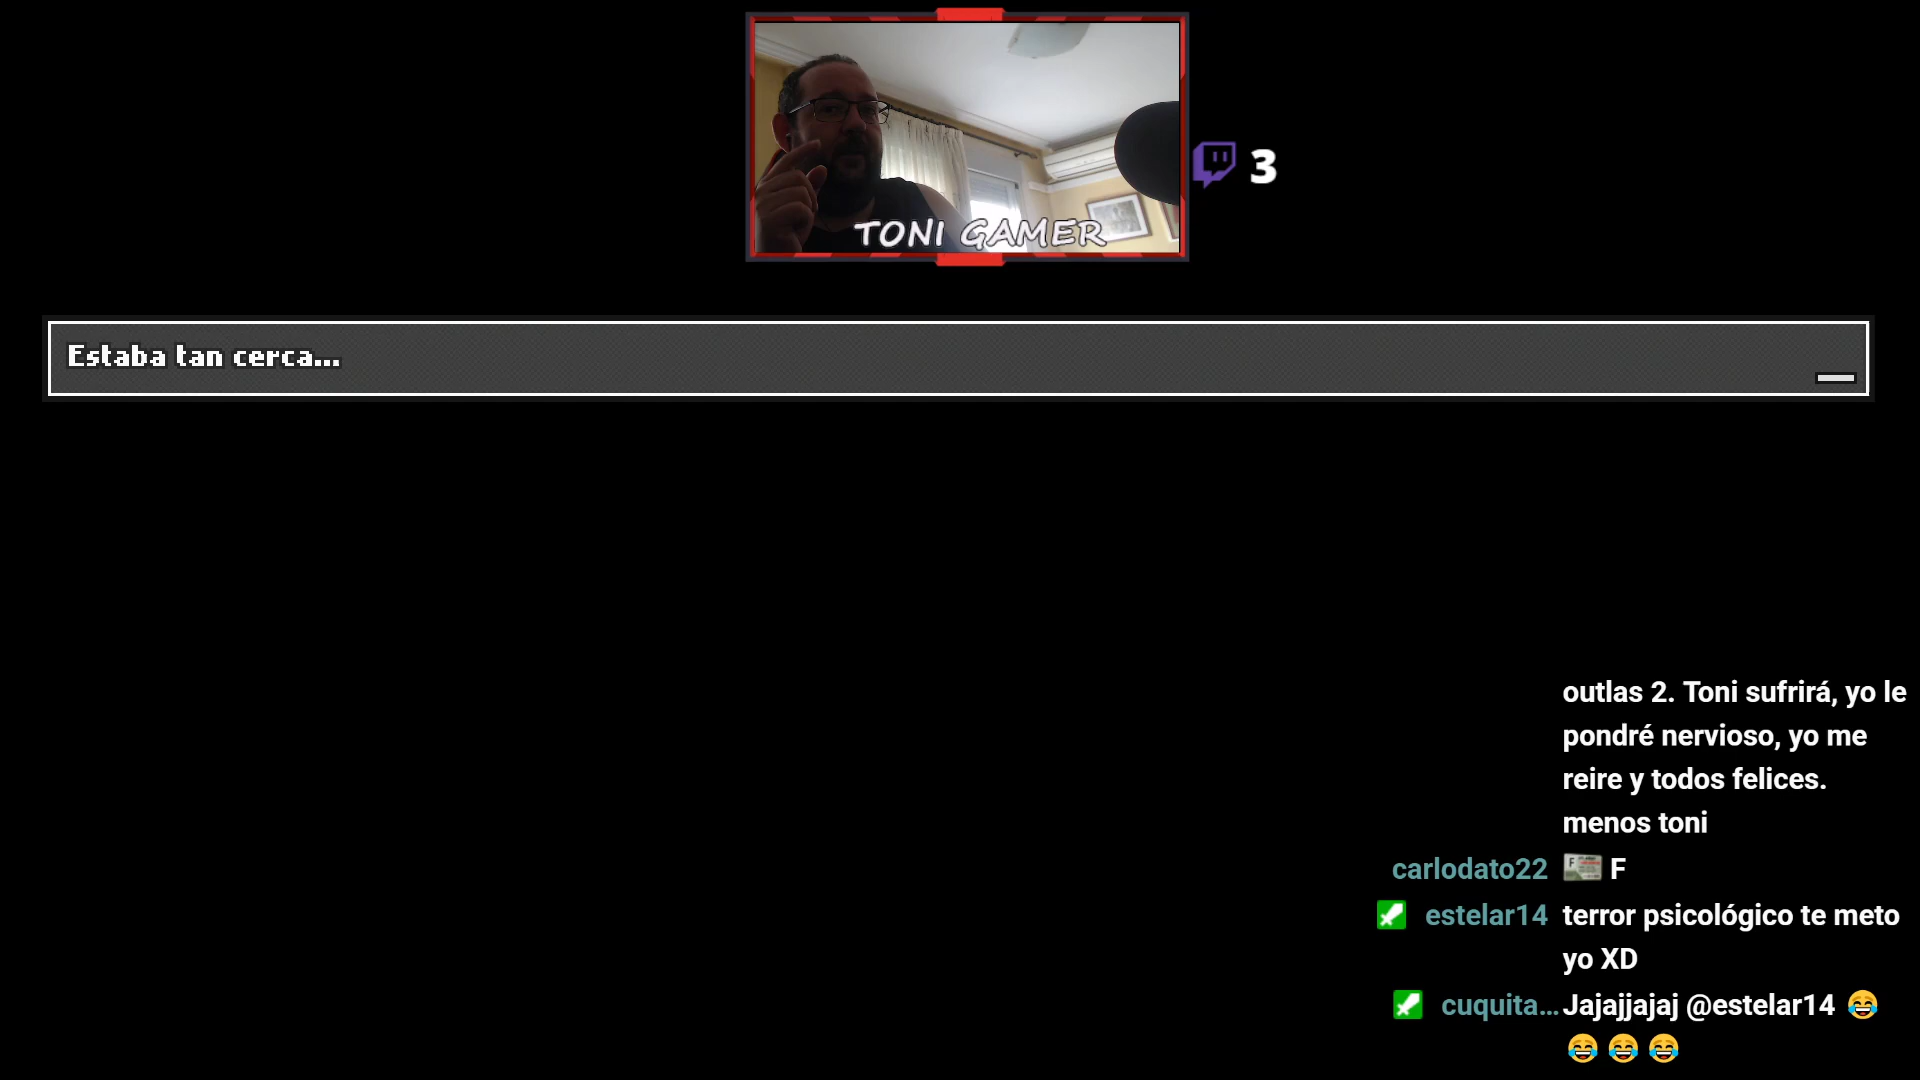 TONI GAMER
3
Estaba tan cerca...
outlas 2. Toni sufrirá, yo le
pondré nervioso, yo me
reire y todos felices.
menos toni
carlodato22 F
estelar14 terror psicológico te meto
yo XD
cuquita... Jajajjajaj @estelar14 😂
😂 😂 😂